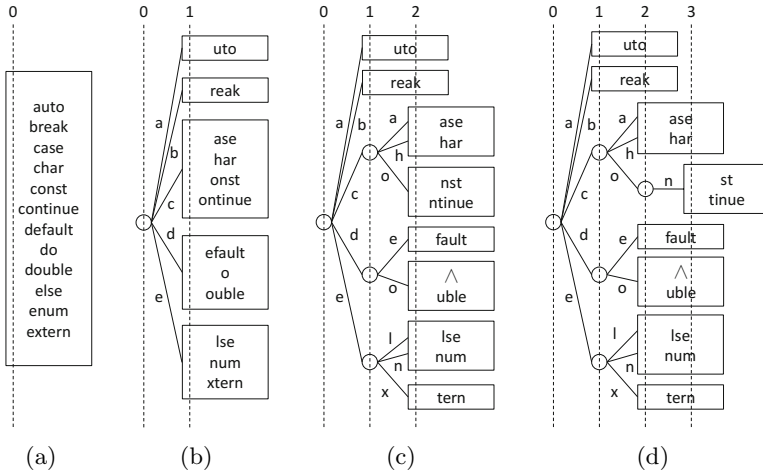 0
auto
break
case
char
const
continue
default
do
double
else
enum
extern
(a)
0 1
a
b
c
d
e
uto
reak
ase
har
onst
ontinue
efault
o
ouble
lse
num
xtern
(b)
0 1 2
a
b
c
d
e
uto
reak
a
h
o
ase
har
nst
ntinue
e
o
fault
∧
uble
l
n
x
lse
num
tern
(c)
0 1 2 3
a
b
c
d
e
uto
reak
a
h
o
ase
har
n
st
tinue
e
o
fault
∧
uble
l
n
x
lse
num
tern
(d)